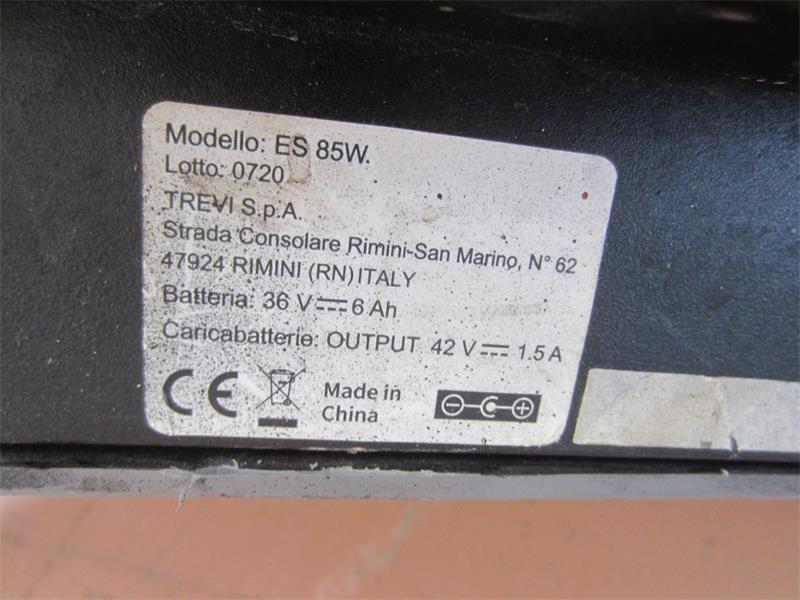 Modello: ES 85W.
Lotto: 0720
TREVI S.p.A.
Strada Consolare Rimini-San Marino, N° 62
47924 RIMINI (RN) ITALY
Batteria: 36 V⎓6 Ah
Caricabatterie: OUTPUT 42 V⎓ 1.5 A
CE Made in
China